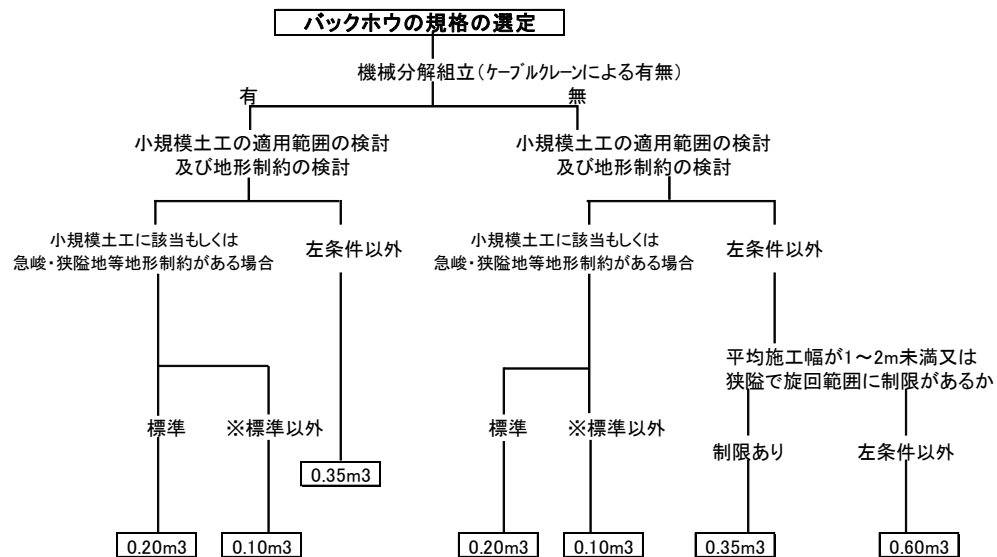 バックホウの規格の選定
機械分解組立(ケーブルクレーンによる有無)
有
無
小規模土工の適用範囲の検討
及び地形制約の検討
小規模土工の適用範囲の検討
及び地形制約の検討
小規模土工に該当もしくは
急峻・狭隘地等地形制約がある場合
左条件以外
小規模土工に該当もしくは
急峻・狭隘地等地形制約がある場合
左条件以外
平均施工幅が1～2m未満又は
狭隘で旋回範囲に制限があるか
標準
※標準以外
標準
※標準以外
制限あり
左条件以外
0.35m3
0.20m3
0.10m3
0.20m3
0.10m3
0.35m3
0.60m3